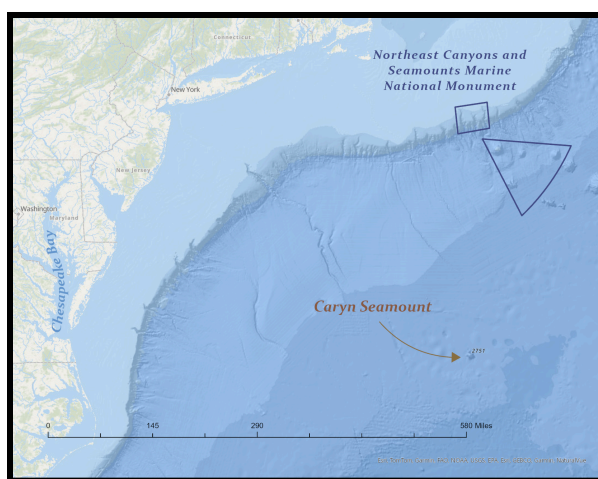 Connecticut
Northeast Canyons and
Seamounts Marine
National Monument
New York
New Jersey
Washington
Maryland
Chesapeake Bay
Caryn Seamount
-2751
0 145 290 580 Miles